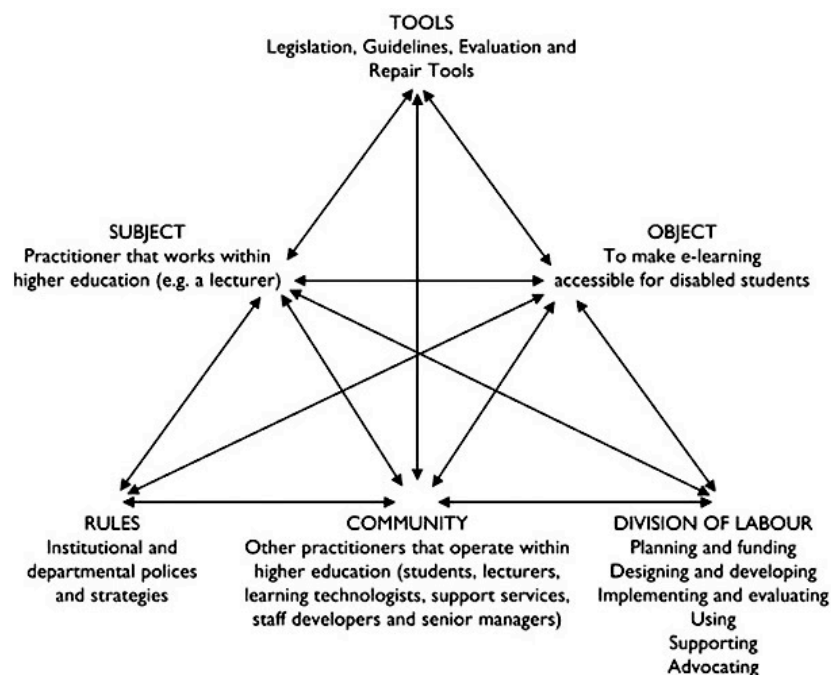 TOOLS
Legislation, Guidelines, Evaluation and
Repair Tools
SUBJECT
Practitioner that works within
higher education (e.g. a lecturer)
OBJECT
To make e-learning
accessible for disabled students
RULES
Institutional and
departmental polices
and strategies
COMMUNITY
Other practitioners that operate within
higher education (students, lecturers,
learning technologists, support services,
staff developers and senior managers)
DIVISION OF LABOUR
Planning and funding
Designing and developing
Implementing and evaluating
Using
Supporting
Advocating